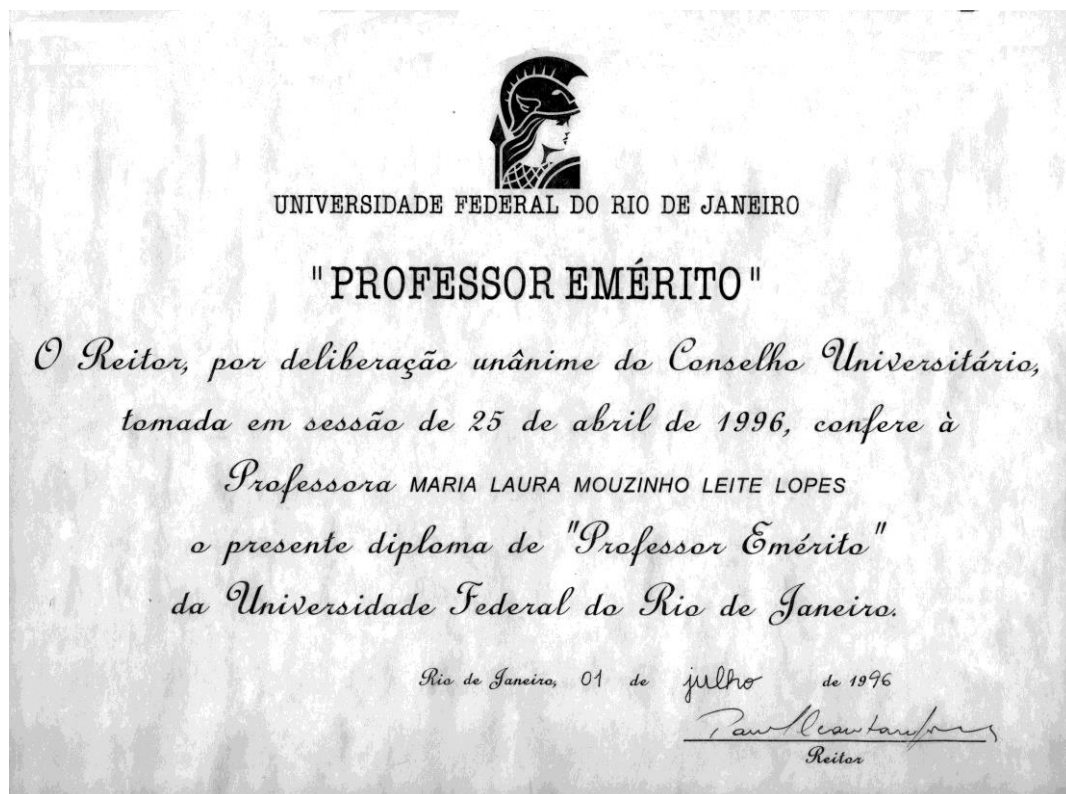 UNIVERSIDADE FEDERAL DO RIO DE JANEIRO
"PROFESSOR EMÉRITO"
O Reitor, por deliberação unânime do Conselho Universitário,
tomada em sessão de 25 de abril de 1996, confere à
Professora MARIA LAURA MOUZINHO LEITE LOPES
o presente diploma de "Professor Emérito"
da Universidade Federal do Rio de Janeiro.
Rio de Janeiro, 01 de julho de 1996
Reitor